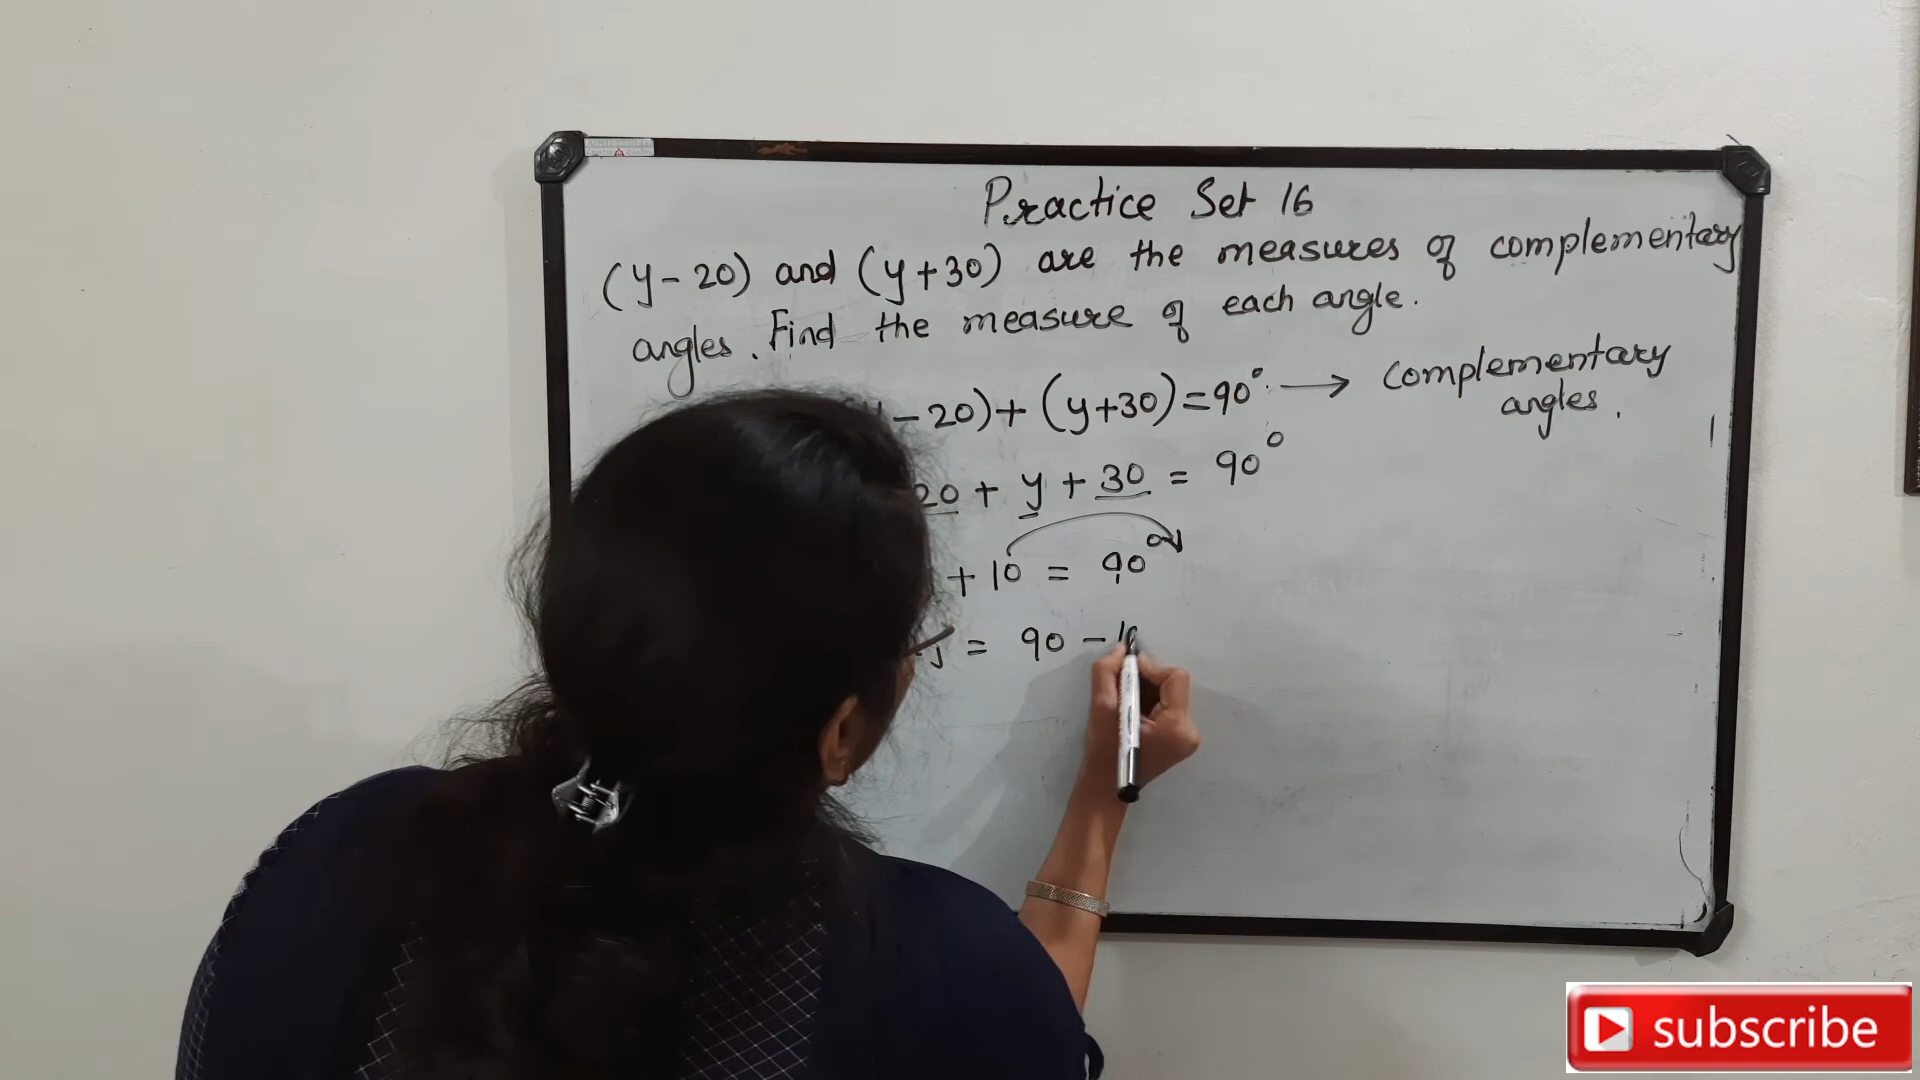 Practice Set 16
(y - 20) and (y + 30) are the measures of complementary
angles. Find the measure of each angle.
- 20) + (y + 30) = 90° → complementary
angles.
20 + y + 30 = 90°
+ 10 = 90°
= 90 - 10
subscribe